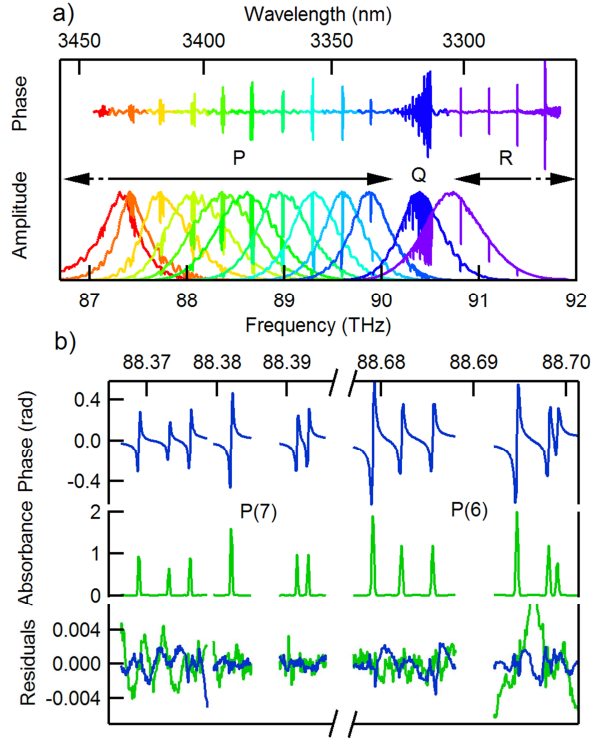 a)
Wavelength (nm)
3450 3400 3350 3300
Phase
P Q R
Amplitude
87 88 89 90 91 92
Frequency (THz)
b)
88.37 88.38 88.39 88.68 88.69 88.70
Phase (rad)
0.4
0.0
-0.4
Absorbance
2
1
0
P(7) P(6)
Residuals
0.004
0.000
-0.004